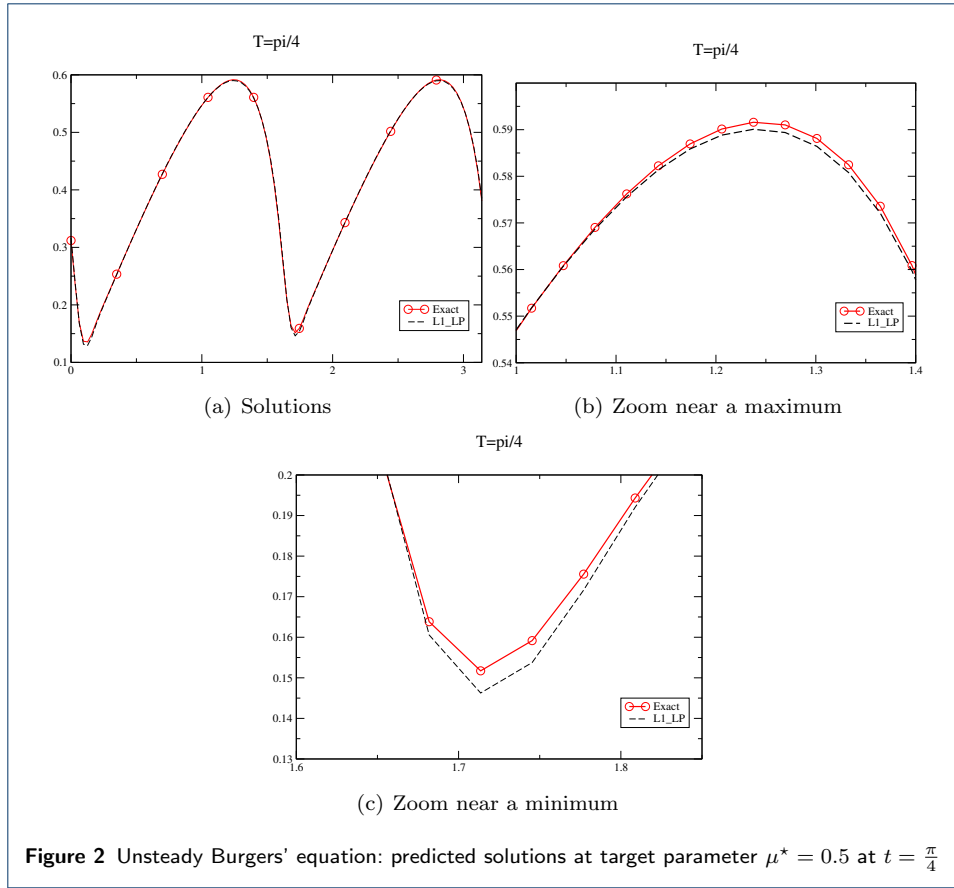 T=pi/4
0.6
0.5
0.4
0.3
0.2
0.1
0 1 2 3
Exact
L1_LP
(a) Solutions
T=pi/4
0.59
0.58
0.57
0.56
0.55
0.54
1 1.1 1.2 1.3 1.4
Exact
L1_LP
(b) Zoom near a maximum
T=pi/4
0.2
0.19
0.18
0.17
0.16
0.15
0.14
0.13
1.6 1.7 1.8
Exact
L1_LP
(c) Zoom near a minimum
Figure 2 Unsteady Burgers' equation: predicted solutions at target parameter μ⋆ = 0.5 at t = π/4